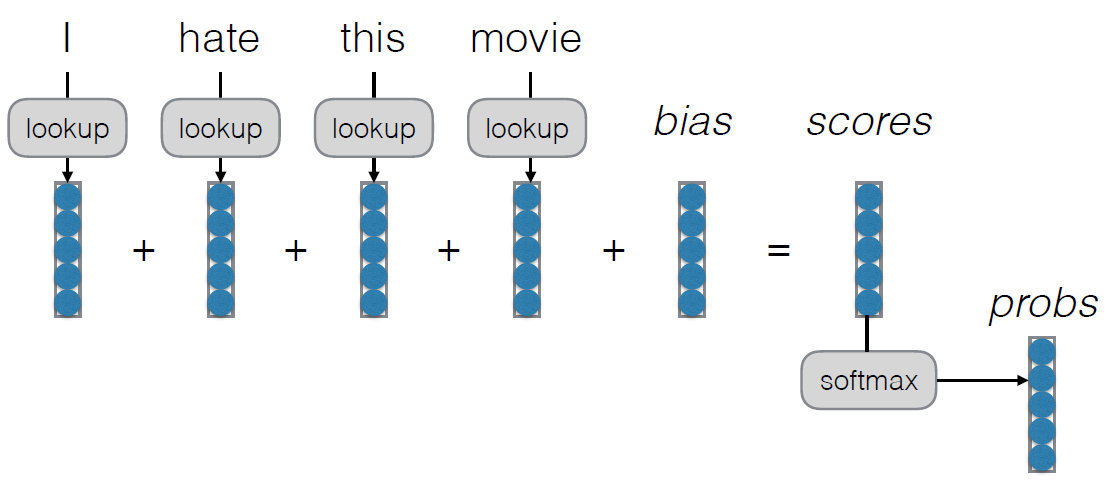 I hate this movie
lookup lookup lookup lookup
bias scores
+ + + + =
probs
softmax